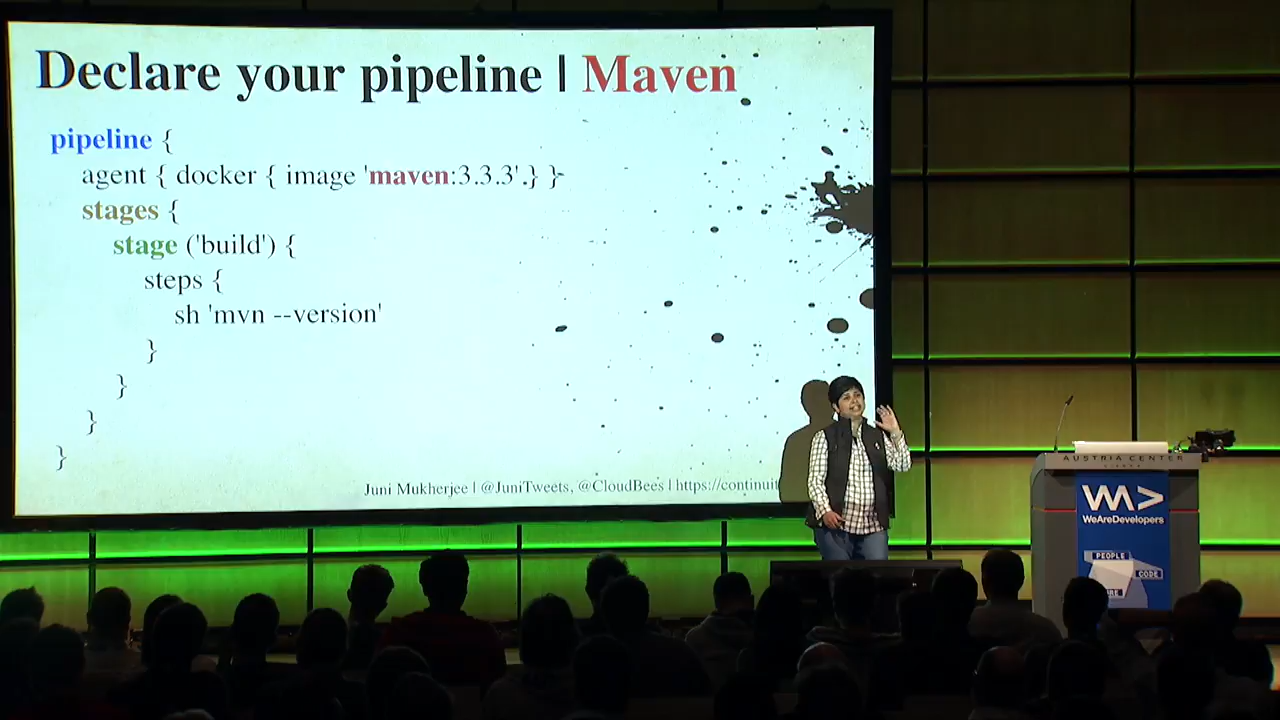 Declare your pipeline | Maven
pipeline {
agent { docker { image 'maven:3.3.3' } }
stages {
stage ('build') {
steps {
sh 'mvn --version'
}
}
}
}
Juni Mukherjee | @JuniTweets, @CloudBees | https://continuit
AUSTRIA CENTER
WeAreDevelopers
PEOPLE
CODE